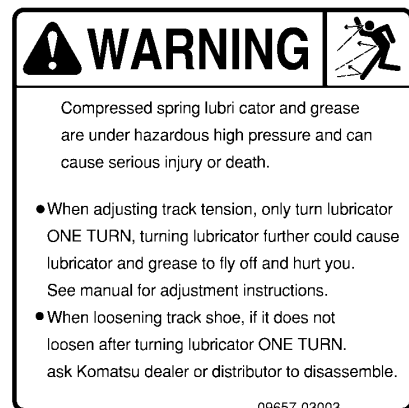 WARNING
Compressed spring lubri cator and grease
are under hazardous high pressure and can
cause serious injury or death.
●When adjusting track tension, only turn lubricator
ONE TURN, turning lubricator further could cause
lubricator and grease to fly off and hurt you.
See manual for adjustment instructions.
●When loosening track shoe, if it does not
loosen after turning lubricator ONE TURN.
ask Komatsu dealer or distributor to disassemble.
09657-03003